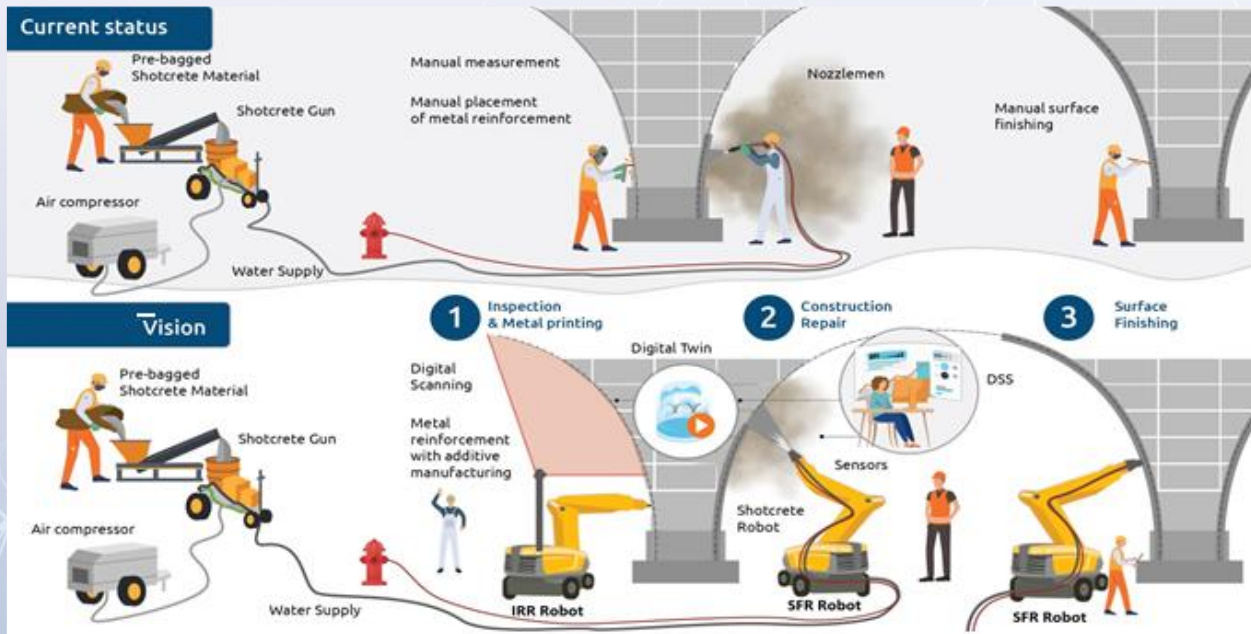 Current status
Pre-bagged
Shotcrete Material
Shotcrete Gun
Air compressor
Water Supply
Manual measurement
Manual placement
of metal reinforcement
Nozzlemen
Manual surface
finishing
Vision
1
Inspection
& Metal printing
2
Construction
Repair
3
Surface
Finishing
Pre-bagged
Shotcrete Material
Shotcrete Gun
Air compressor
Water Supply
Digital
Scanning
Metal
reinforcement
with additive
manufacturing
Digital Twin
DSS
Sensors
Shotcrete
Robot
IRR Robot
SFR Robot
SFR Robot